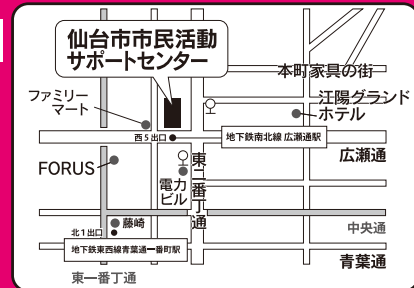 仙台市市民活動
サポートセンター
本町家具の街
ファミリー
マート
江陽グランド
ホテル
西5出口
地下鉄南北線 広瀬通駅
広瀬通
FORUS
電力
ビル
東二番丁通
藤崎
北1出口
中央通
地下鉄東西線青葉通一番町駅
青葉通
東一番丁通